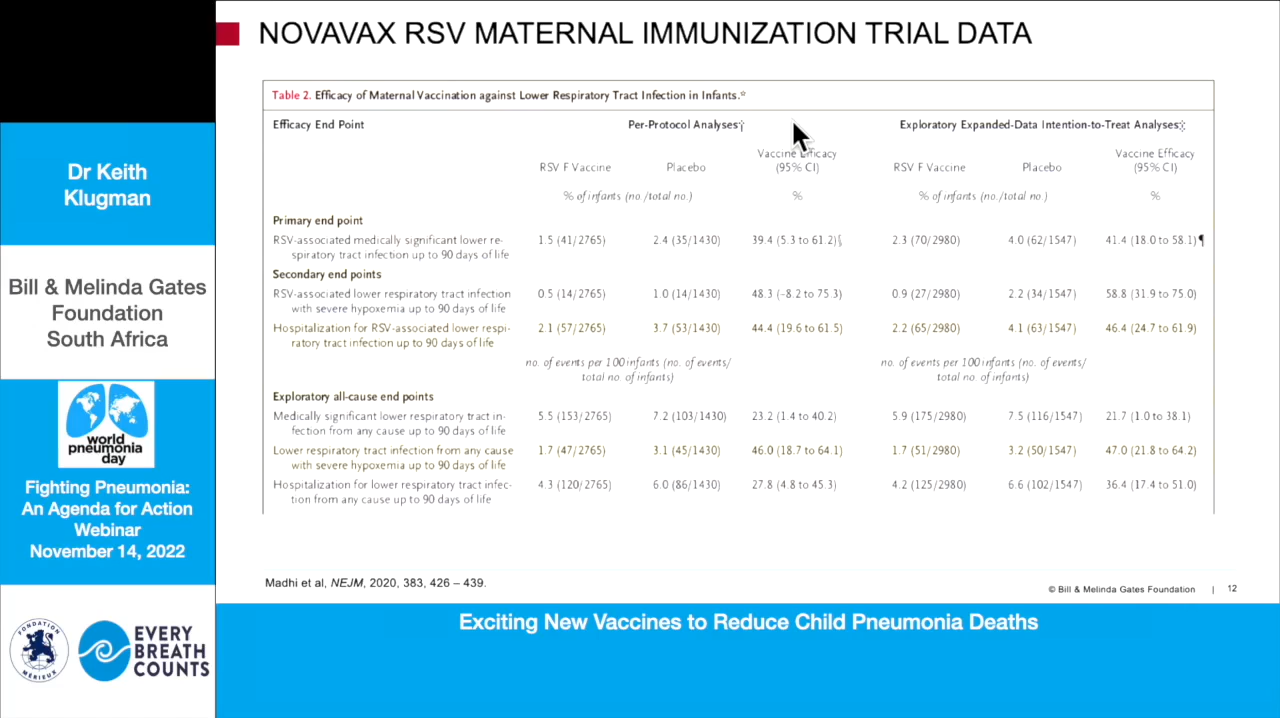 NOVAVAX RSV MATERNAL IMMUNIZATION TRIAL DATA
Dr Keith
Klugman
Bill & Melinda Gates
Foundation
South Africa
world
pneumonia
day
Fighting Pneumonia:
An Agenda for Action
Webinar
November 14, 2022
FONDATION
MÉRIEUX
EVERY
BREATH
COUNTS
Table 2. Efficacy of Maternal Vaccination against Lower Respiratory Tract Infection in Infants.*
Efficacy End Point Per-Protocol Analyses† Exploratory Expanded-Data Intention-to-Treat Analyses‡
RSV F Vaccine Placebo Vaccine Efficacy (95% CI) RSV F Vaccine Placebo Vaccine Efficacy (95% CI)
% of infants (no./total no.) % % of infants (no./total no.) %
Primary end point
RSV-associated medically significant lower re- 1.5 (41/2765) 2.4 (35/1430) 39.4 (5.3 to 61.2)§ 2.3 (70/2980) 4.0 (62/1547) 41.4 (18.0 to 58.1)¶
spiratory tract infection up to 90 days of life
Secondary end points
RSV-associated lower respiratory tract infection 0.5 (14/2765) 1.0 (14/1430) 48.3 (–8.2 to 75.3) 0.9 (27/2980) 2.2 (34/1547) 58.8 (31.9 to 75.0)
with severe hypoxemia up to 90 days of life
Hospitalization for RSV-associated lower respi- 2.1 (57/2765) 3.7 (53/1430) 44.4 (19.6 to 61.5) 2.2 (65/2980) 4.1 (63/1547) 46.4 (24.7 to 61.9)
ratory tract infection up to 90 days of life
no. of events per 100 infants (no. of events/ no. of events per 100 infants (no. of events/
total no. of infants) total no. of infants)
Exploratory all-cause end points
Medically significant lower respiratory tract in- 5.5 (153/2765) 7.2 (103/1430) 23.2 (1.4 to 40.2) 5.9 (175/2980) 7.5 (116/1547) 21.7 (1.0 to 38.1)
fection from any cause up to 90 days of life
Lower respiratory tract infection from any cause 1.7 (47/2765) 3.1 (45/1430) 46.0 (18.7 to 64.1) 1.7 (51/2980) 3.2 (50/1547) 47.0 (21.8 to 64.2)
with severe hypoxemia up to 90 days of life
Hospitalization for lower respiratory tract infec- 4.3 (120/2765) 6.0 (86/1430) 27.8 (4.8 to 45.3) 4.2 (125/2980) 6.6 (102/1547) 36.4 (17.4 to 51.0)
tion from any cause up to 90 days of life
Madhi et al, NEJM, 2020, 383, 426 – 439.
© Bill & Melinda Gates Foundation | 12
Exciting New Vaccines to Reduce Child Pneumonia Deaths